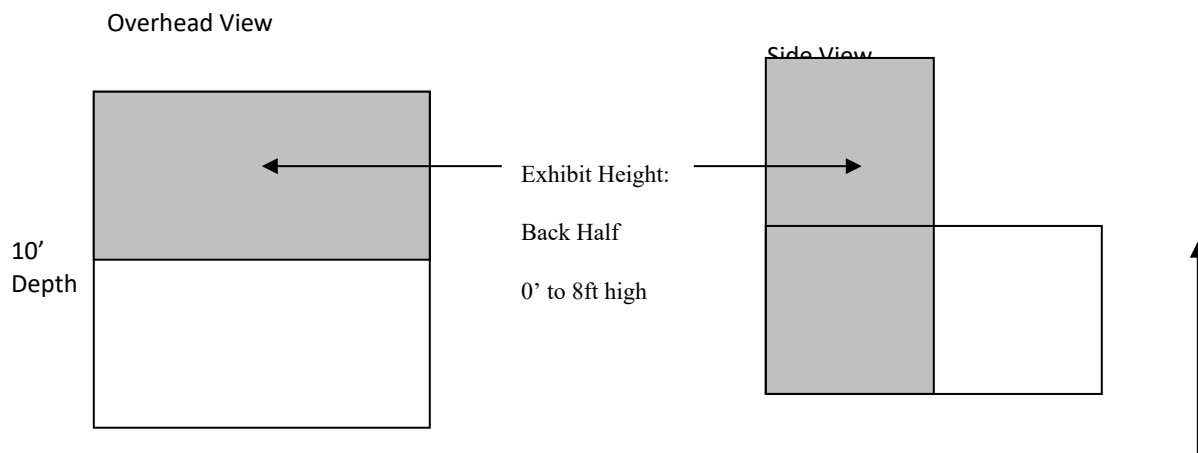 Overhead View
Side View
Exhibit Height:
Back Half
0’ to 8ft high
10’
Depth